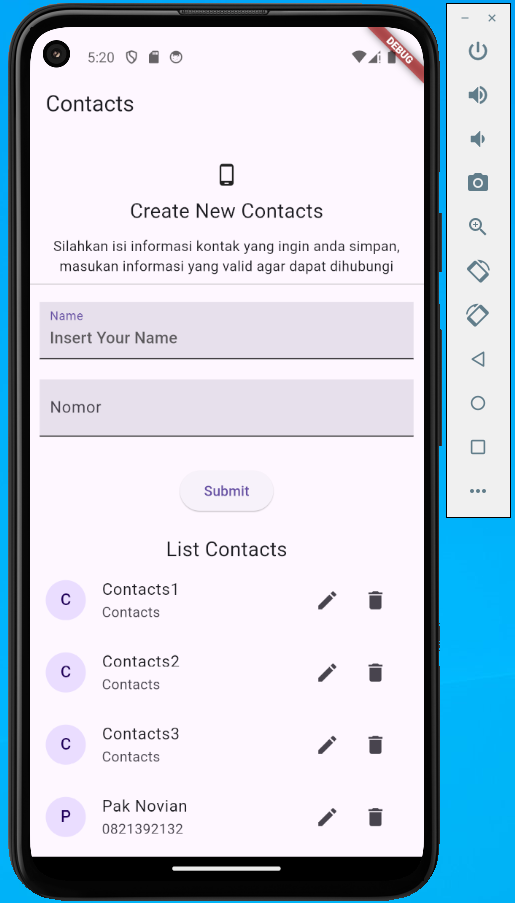 5:20
DEBUG
Contacts
Create New Contacts
Silahkan isi informasi kontak yang ingin anda simpan,
masukan informasi yang valid agar dapat dihubungi
Name
Insert Your Name
Nomor
Submit
List Contacts
C
Contacts1
Contacts
C
Contacts2
Contacts
C
Contacts3
Contacts
P
Pak Novian
0821392132